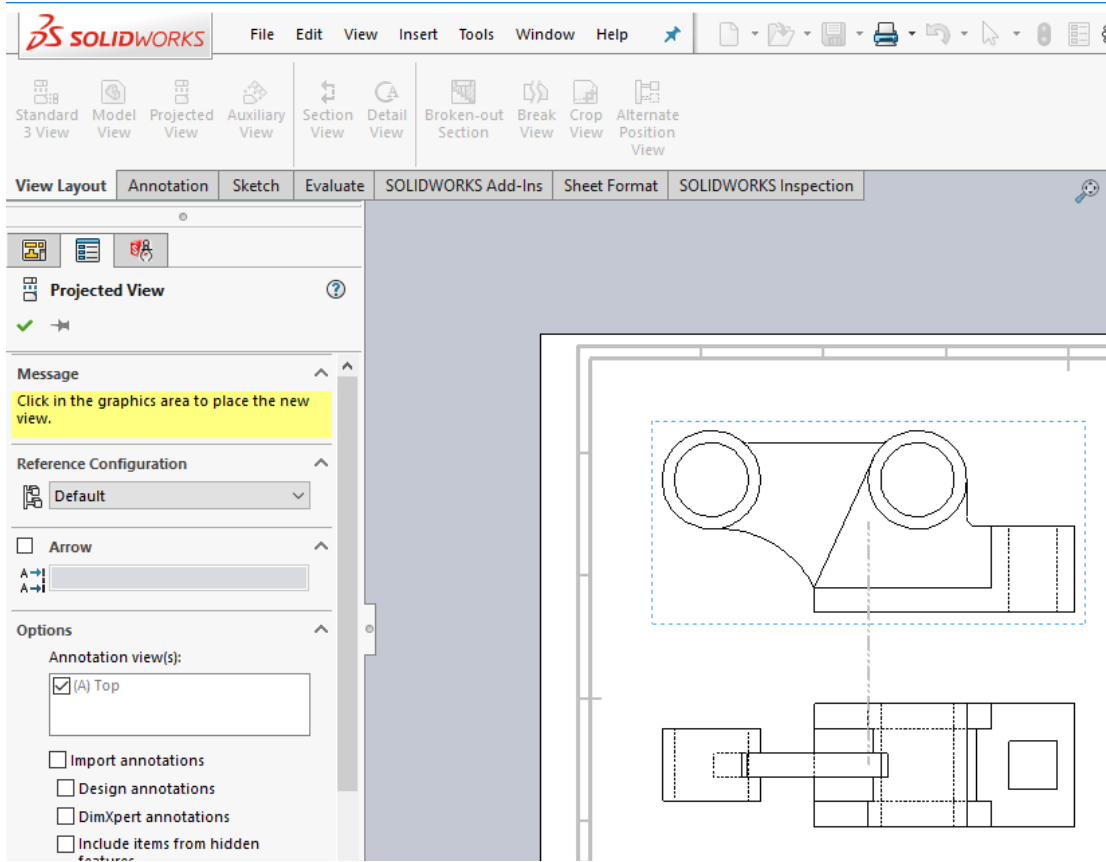 SOLIDWORKS File Edit View Insert Tools Window Help
Standard 3 View
Model View
Projected View
Auxiliary View
Section View
Detail View
Broken-out Section
Break View
Crop View
Alternate Position View
View Layout Annotation Sketch Evaluate SOLIDWORKS Add-Ins Sheet Format SOLIDWORKS Inspection
Projected View
Message
Click in the graphics area to place the new
view.
Reference Configuration
Default
Arrow
A
A
Options
Annotation view(s):
(A) Top
Import annotations
Design annotations
DimXpert annotations
Include items from hidden
features